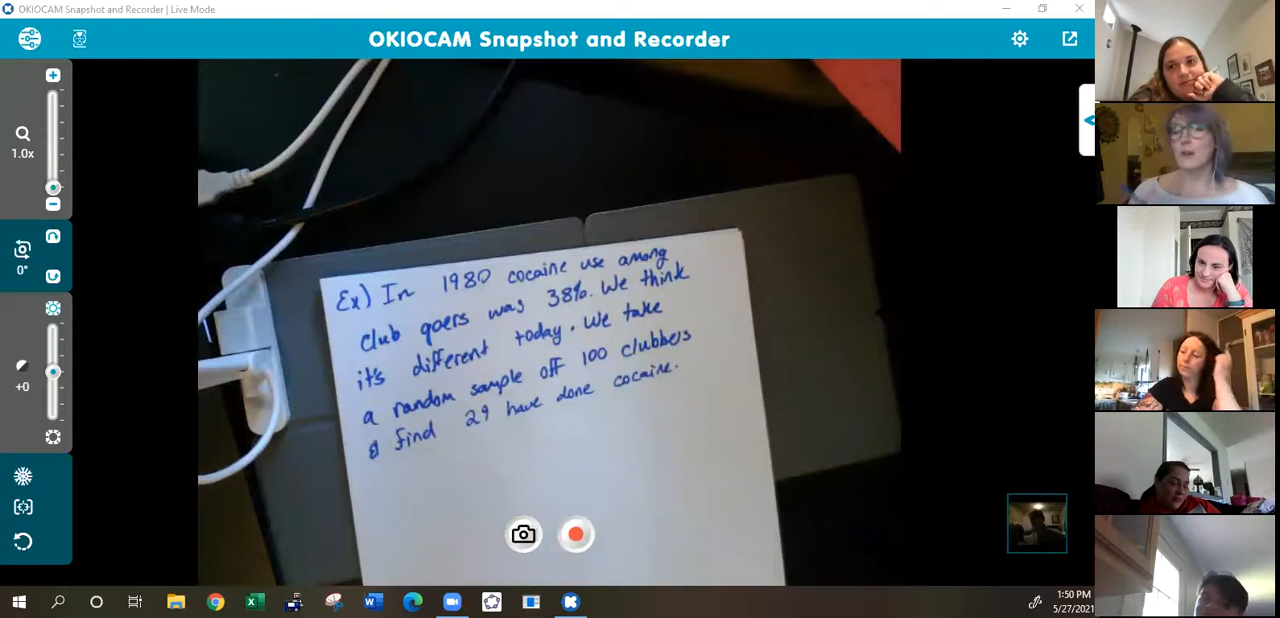 OKIOCAM Snapshot and Recorder | Live Mode
OKIOCAM Snapshot and Recorder
1.0x
0°
+0
Ex) In 1980 cocaine use among
club goers was 38%. We think
it's different today. We take
a random sample off 100 clubbers
& find 29 have done cocaine.
1:50 PM
5/27/2021